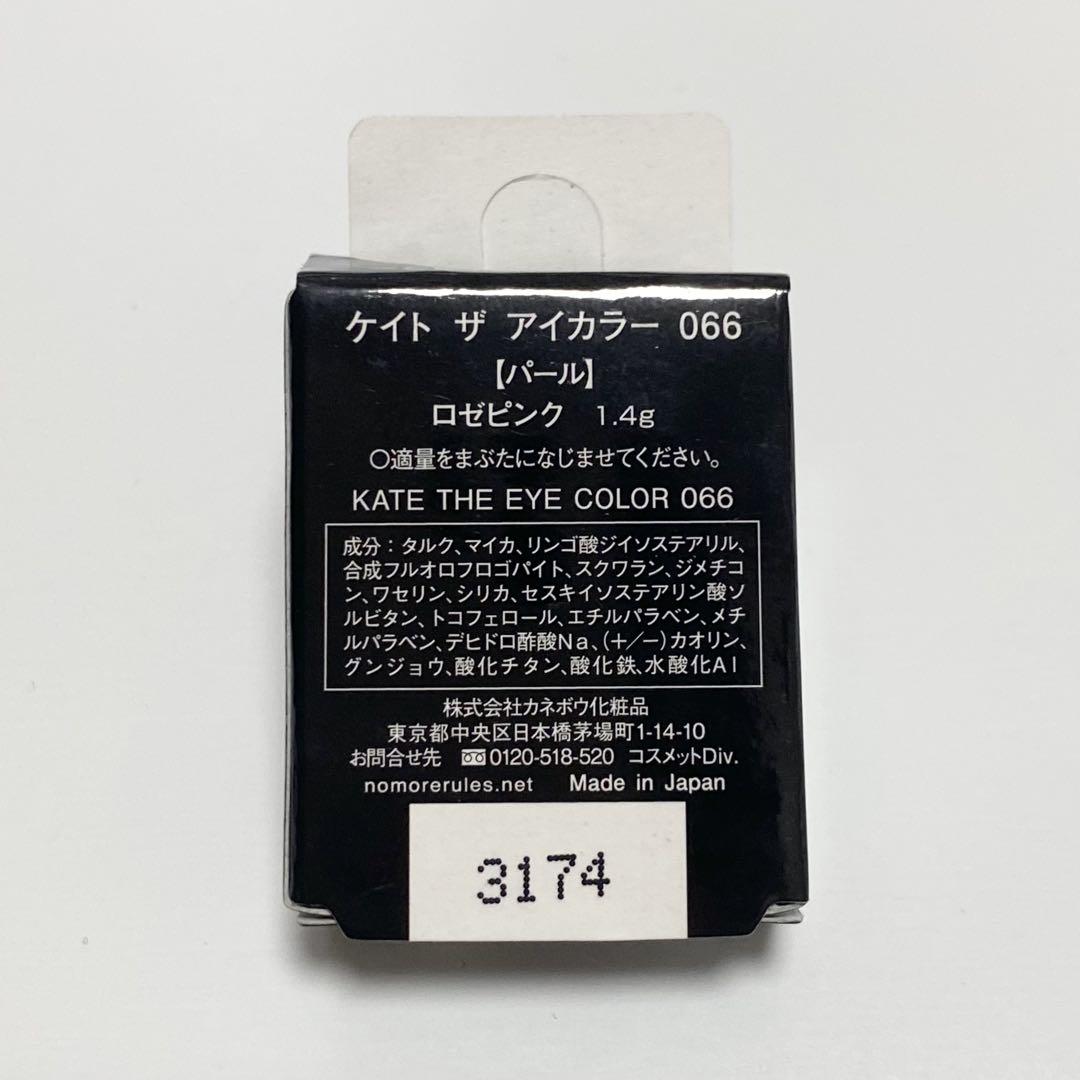 ケイト ザ アイカラー 066
【パール】
ロゼピンク 1.4g
○適量をまぶたになじませてください。
KATE THE EYE COLOR 066
成分：タルク、マイカ、リンゴ酸ジイソステアリル、
合成フルオロフロゴパイト、スクワラン、ジメチコ
ン、ワセリン、シリカ、セスキイソステアリン酸ソ
ルビタン、トコフェロール、エチルパラベン、メチ
ルパラベン、デヒドロ酢酸Na、(+/−)カオリン、
グンジョウ、酸化チタン、酸化鉄、水酸化Al
株式会社カネボウ化粧品
東京都中央区日本橋茅場町1-14-10
お問合せ先 0120-518-520 コスメットDiv.
nomorerules.net Made in Japan
3174